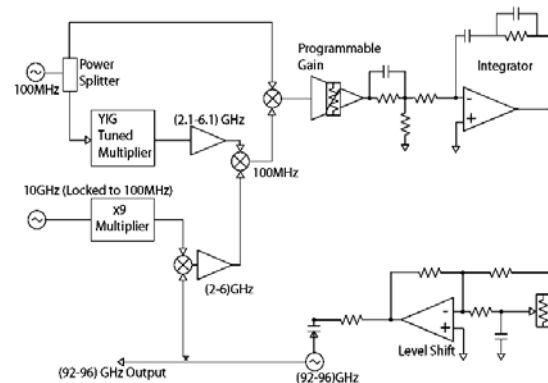 Power
Splitter
100MHz
Programmable
Gain
Integrator
-
+
YIG
Tuned
Multiplier
(2.1-6.1) GHz
100MHz
10GHz (Locked to 100MHz)
x9
Multiplier
(2-6)GHz
-
+
Level Shift
(92-96) GHz Output
(92-96)GHz